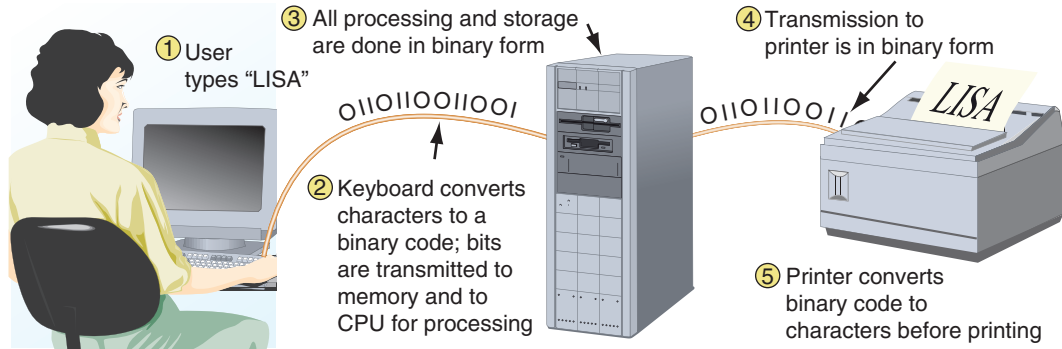 1 User
types “LISA”
OIIOIIOOIIOOI
2 Keyboard converts
characters to a
binary code; bits
are transmitted to
memory and to
CPU for processing
3 All processing and storage
are done in binary form
4 Transmission to
printer is in binary form
LISA
5 Printer converts
binary code to
characters before printing